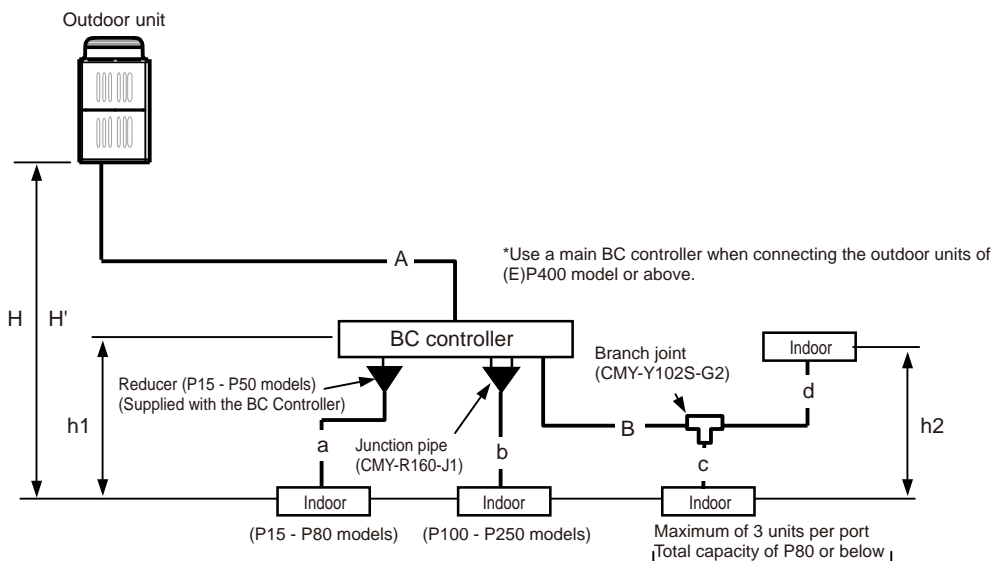 Outdoor unit
A
*Use a main BC controller when connecting the outdoor units of
(E)P400 model or above.
H
H'
BC controller
Indoor
Branch joint
(CMY-Y102S-G2)
Reducer (P15 - P50 models)
(Supplied with the BC Controller)
d
h1
h2
B
a
Junction pipe
(CMY-R160-J1)
b
c
Indoor
Indoor
Indoor
(P15 - P80 models)
(P100 - P250 models)
Maximum of 3 units per port
Total capacity of P80 or below